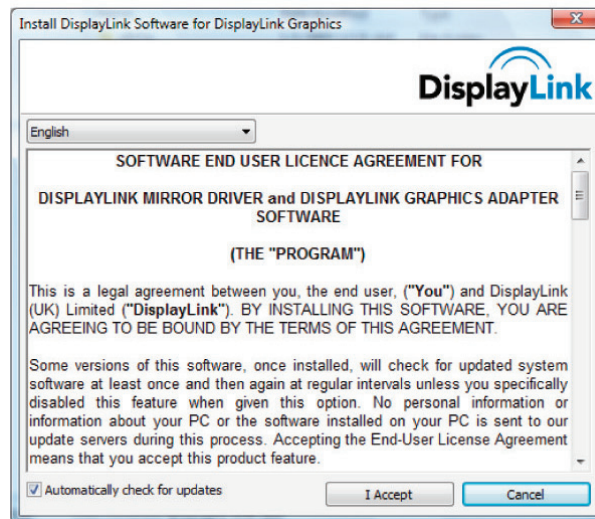 Install DisplayLink Software for DisplayLink Graphics
DisplayLink
English
SOFTWARE END USER LICENCE AGREEMENT FOR
DISPLAYLINK MIRROR DRIVER and DISPLAYLINK GRAPHICS ADAPTER
SOFTWARE
(THE "PROGRAM")
This is a legal agreement between you, the end user, ("You") and DisplayLink
(UK) Limited ("DisplayLink"). BY INSTALLING THIS SOFTWARE, YOU ARE
AGREEING TO BE BOUND BY THE TERMS OF THIS AGREEMENT.
Some versions of this software, once installed, will check for updated system
software at least once and then again at regular intervals unless you specifically
disabled this feature when given this option. No personal information or
information about your PC or the software installed on your PC is sent to our
update servers during this process. Accepting the End-User License Agreement
means that you accept this product feature.
Automatically check for updates
I Accept
Cancel